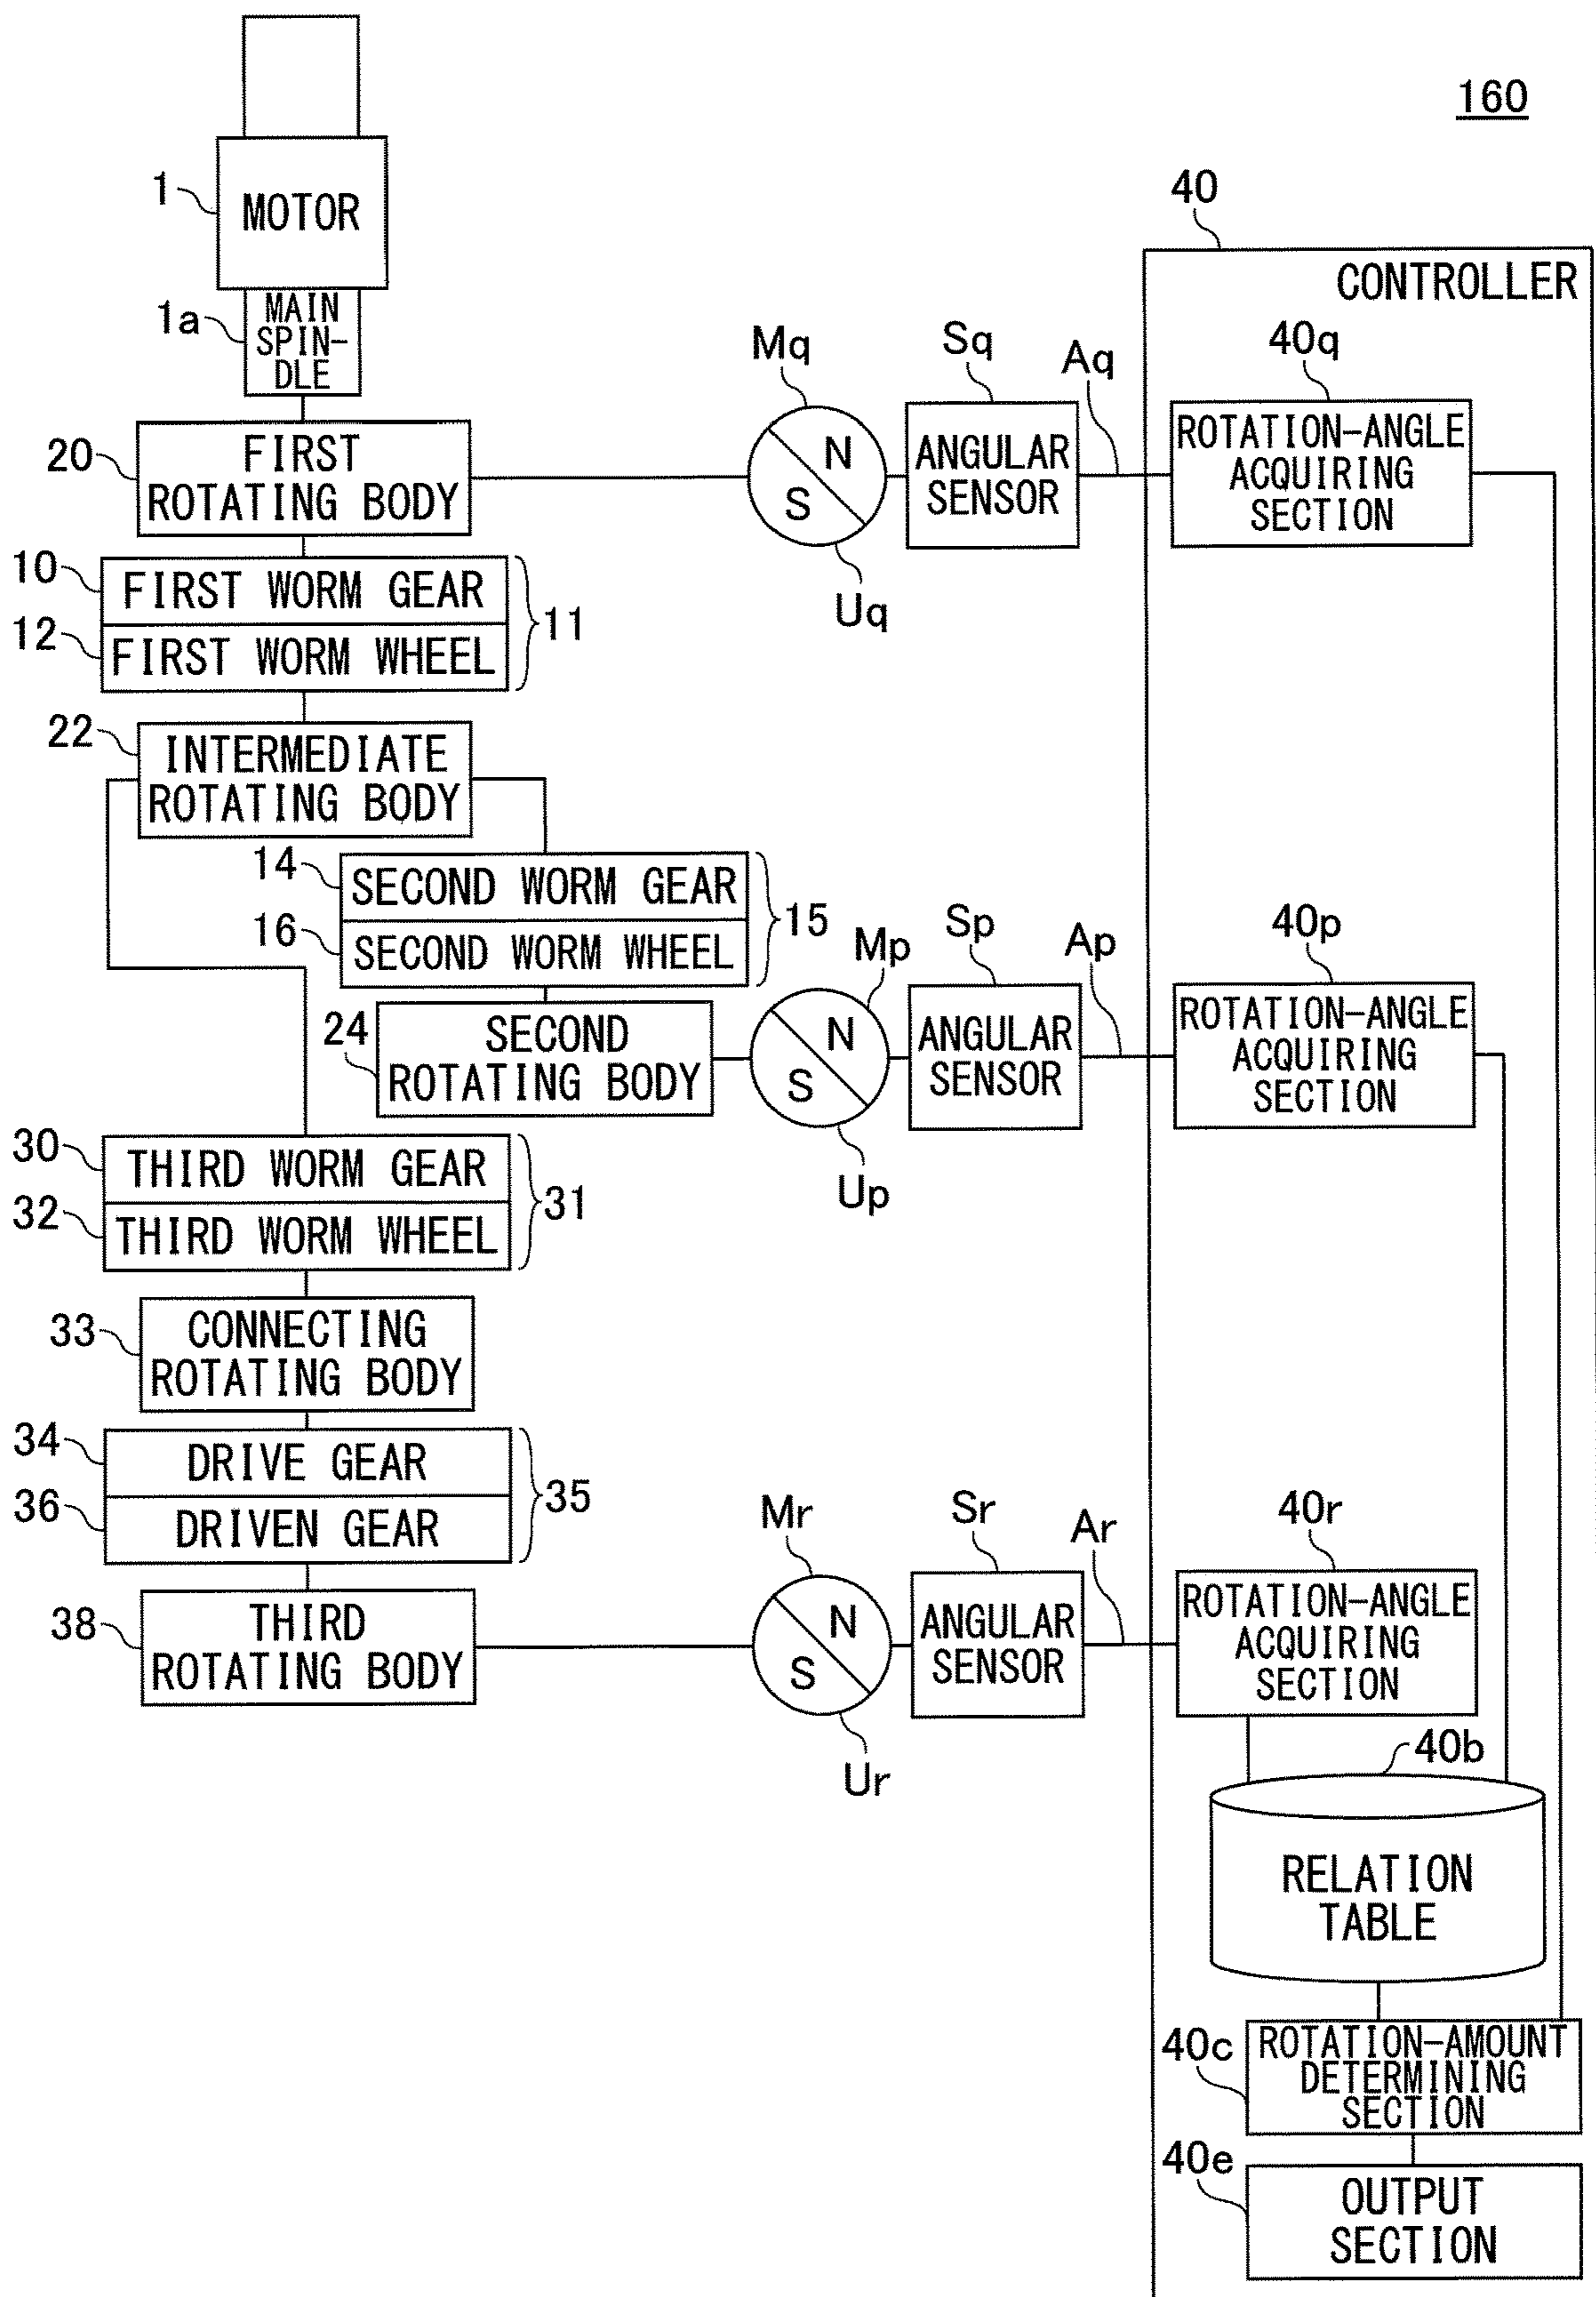 160
1
MOTOR
1a
MAIN
SPIN-
DLE
40
CONTROLLER
20
FIRST
ROTATING BODY
Mq
N
S
Uq
Sq
ANGULAR
SENSOR
Aq
40q
ROTATION-ANGLE
ACQUIRING
SECTION
10
FIRST WORM GEAR
12
FIRST WORM WHEEL
11
22
INTERMEDIATE
ROTATING BODY
14
SECOND WORM GEAR
16
SECOND WORM WHEEL
15
24
SECOND
ROTATING BODY
Mp
N
S
Up
Sp
ANGULAR
SENSOR
Ap
40p
ROTATION-ANGLE
ACQUIRING
SECTION
30
THIRD WORM GEAR
32
THIRD WORM WHEEL
31
33
CONNECTING
ROTATING BODY
34
DRIVE GEAR
36
DRIVEN GEAR
35
38
THIRD
ROTATING BODY
Mr
N
S
Ur
Sr
ANGULAR
SENSOR
Ar
40r
ROTATION-ANGLE
ACQUIRING
SECTION
40b
RELATION
TABLE
40c
ROTATION-AMOUNT
DETERMINING
SECTION
40e
OUTPUT
SECTION